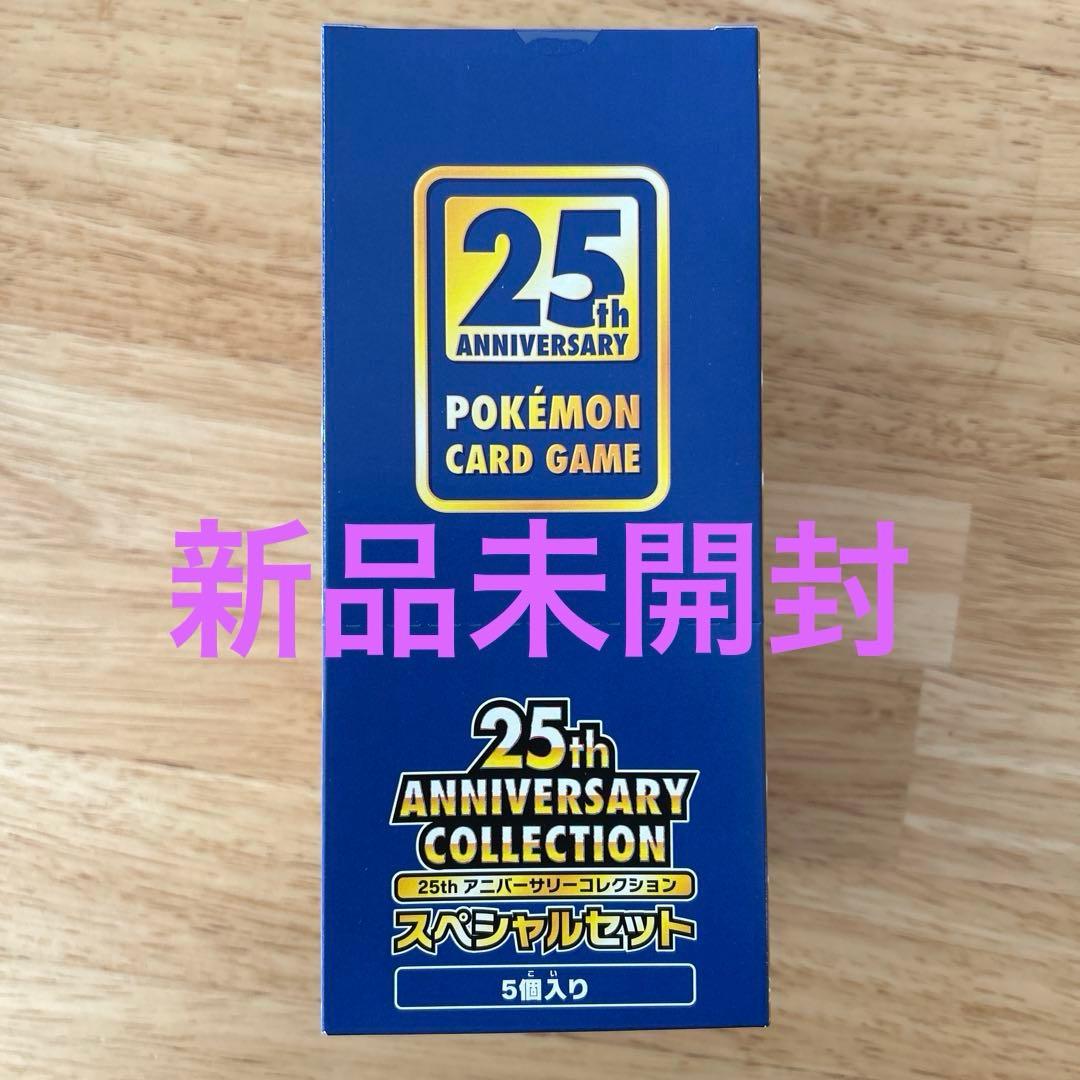 25th
ANNIVERSARY
POKÉMON
CARD GAME
新品未開封
25th
ANNIVERSARY
COLLECTION
25th アニバーサリーコレクション
スペシャルセット
こ い
5個入り